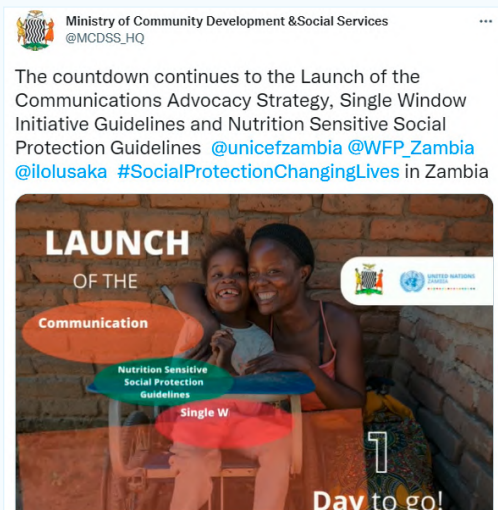 Ministry of Community Development &Social Services
@MCDSS_HQ
The countdown continues to the Launch of the
Communications Advocacy Strategy, Single Window
Initiative Guidelines and Nutrition Sensitive Social
Protection Guidelines @unicefzambia @WFP_Zambia
@ilolusaka #SocialProtectionChangingLives in Zambia
LAUNCH
OF THE
UNITED NATIONS
ZAMBIA
Communication
Nutrition Sensitive
Social Protection
Guidelines
Single W
1
Day to go!